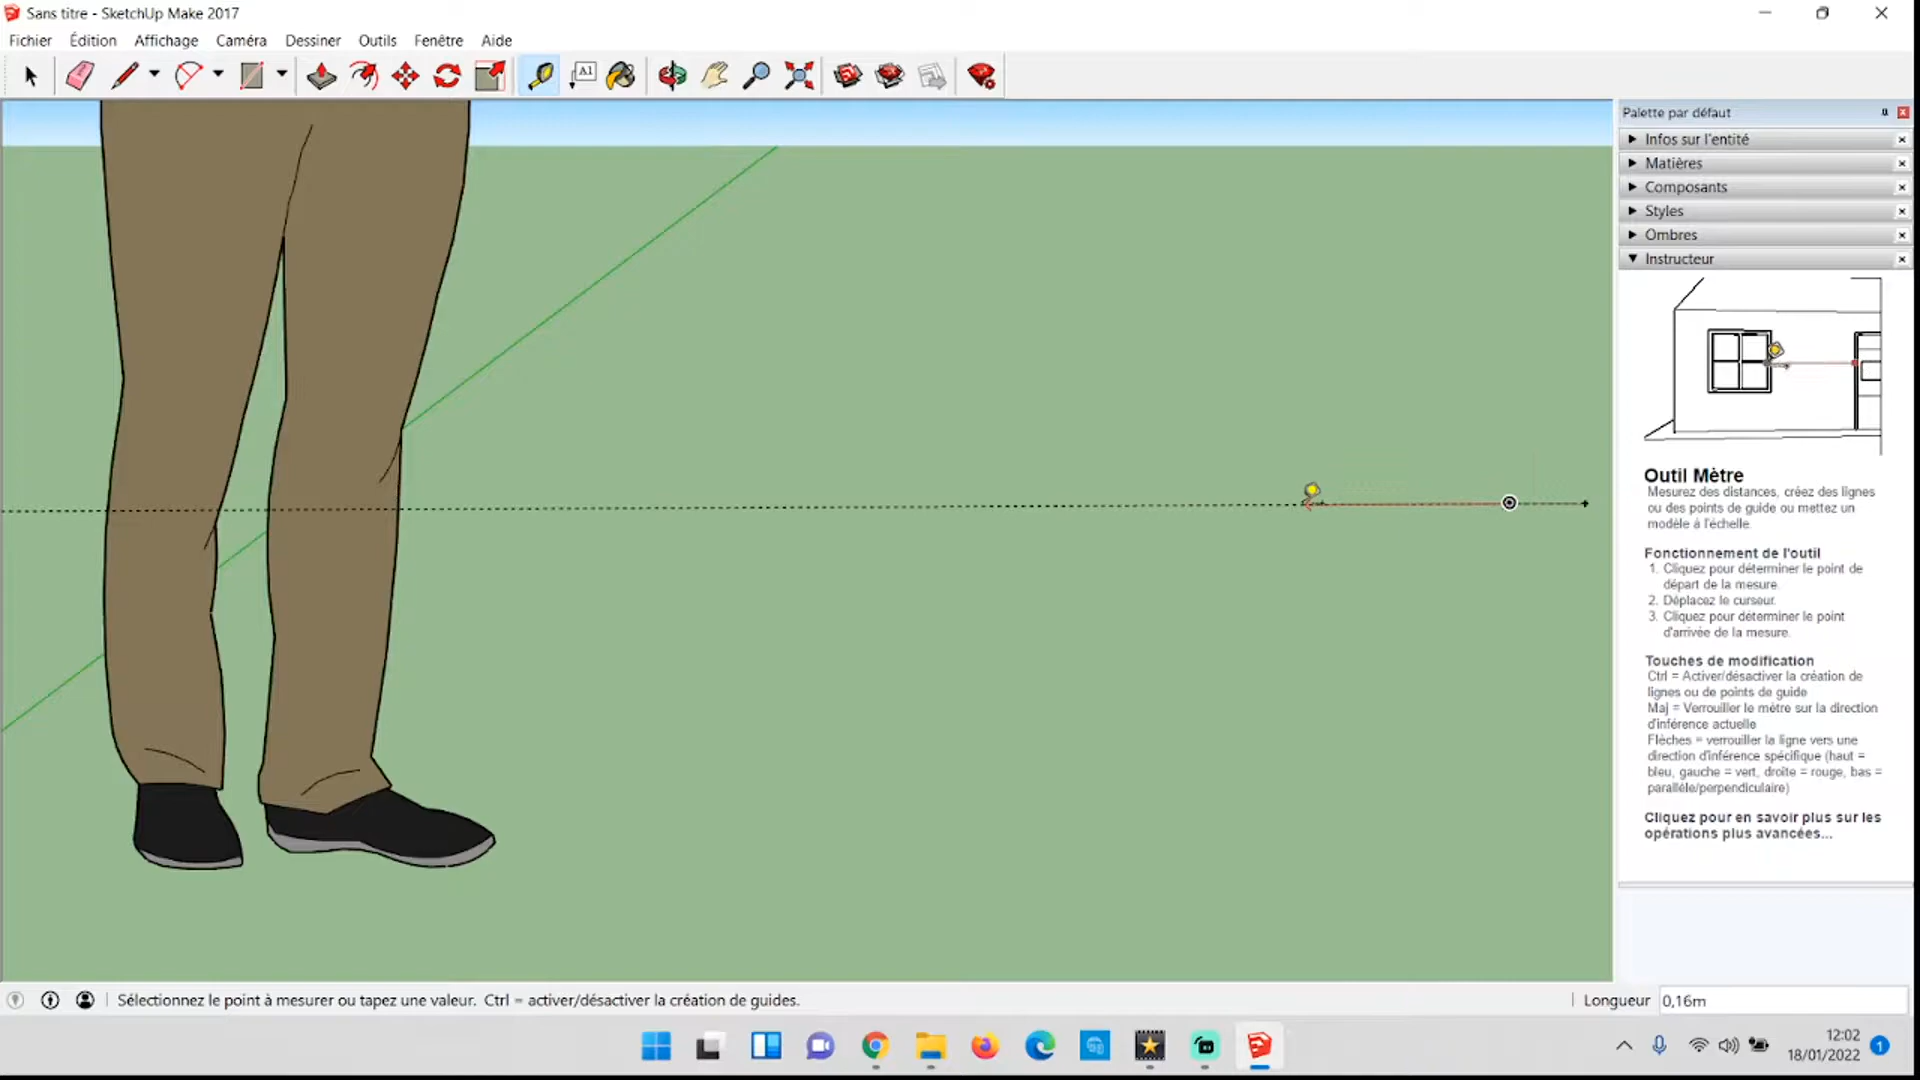 Sans titre - SketchUp Make 2017
Fichier Édition Affichage Caméra Dessiner Outils Fenêtre Aide
A1
Palette par défaut
Infos sur l'entité
Matières
Composants
Styles
Ombres
Instructeur
Outil Mètre
Mesurez des distances, créez des lignes
ou des points de guide ou mettez un
modèle à l'échelle.
Fonctionnement de l'outil
1. Cliquez pour déterminer le point de
départ de la mesure.
2. Déplacez le curseur.
3. Cliquez pour déterminer le point
d'arrivée de la mesure.
Touches de modification
Ctrl = Activer/désactiver la création de
lignes ou de points de guide
Maj = Verrouiller le mètre sur la direction
d'inférence actuelle
Flèches = verrouiller la ligne vers une
direction d'inférence spécifique (haut =
bleu, gauche = vert, droite = rouge, bas =
parallèle/perpendiculaire)
Cliquez pour en savoir plus sur les
opérations plus avancées...
Sélectionnez le point à mesurer ou tapez une valeur. Ctrl = activer/désactiver la création de guides.
Longueur 0,16m
12:02
18/01/2022
1